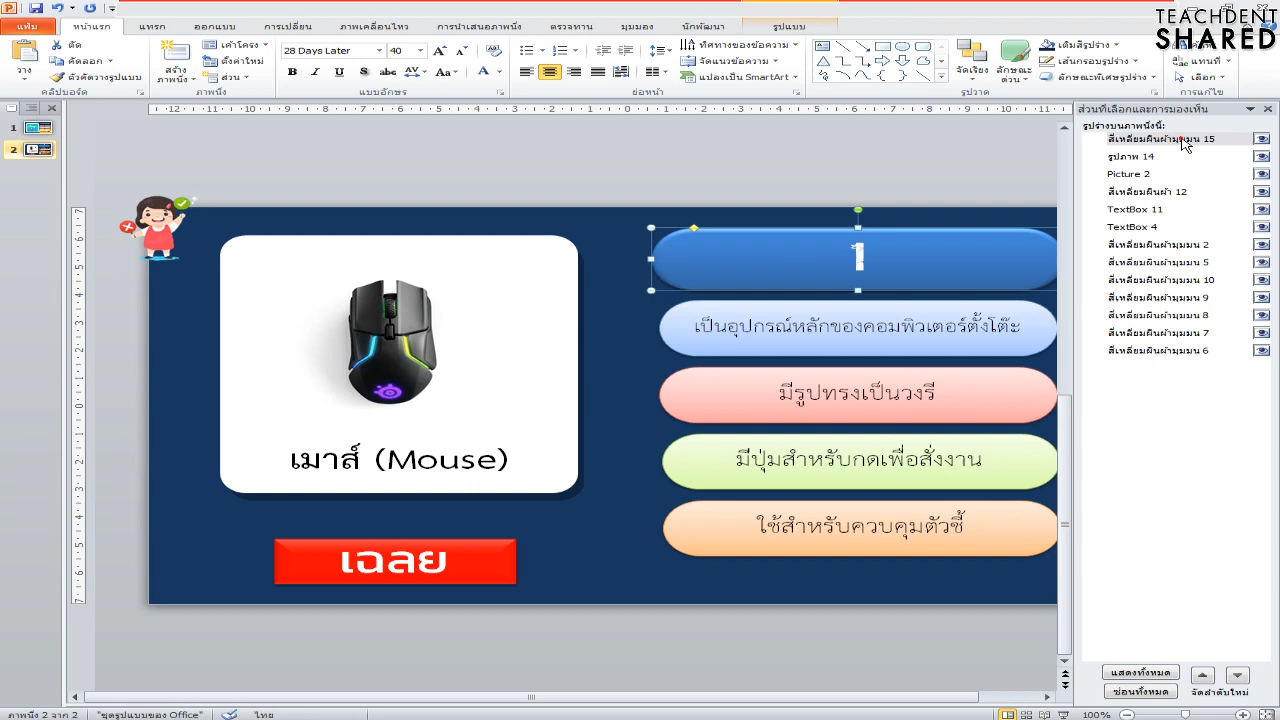 TEACHDENT
SHARED
แฟ้ม
หน้าแรก
แทรก
ออกแบบ
การเปลี่ยน
ภาพเคลื่อนไหว
การนำเสนอภาพนิ่ง
ตรวจทาน
มุมมอง
นักพัฒ
รูปแบบ
วาง
ตัด
คัดลอก
ตัวคัดวางรูปแบบ
คลิปบอร์ด
สร้าง
ภาพนิ่ง
เค้าโครง
ตั้งค่าใหม่
ส่วน
ภาพนิ่ง
28 Days Later
40
B I U S abc AV Aa A
แบบอักษร
ทิศทางของข้อความ
จัดแนวข้อความ
แปลงเป็น SmartArt
ย่อหน้า
จัดเรียง
ลักษณะ
ด่วน
เติมสีรูปร่าง
เส้นกรอบรูปร่าง
ลักษณะพิเศษรูปร่าง
รูปวาด
แทนที่
เลือก
การแก้ไข
ส่วนที่เลือกและการมองเห็น
รูปร่างบนภาพนิ่งนี้:
สี่เหลี่ยมผืนผ้ามุมมน 15
รูปภาพ 14
Picture 2
สี่เหลี่ยมผืนผ้า 12
TextBox 11
TextBox 4
สี่เหลี่ยมผืนผ้ามุมมน 2
สี่เหลี่ยมผืนผ้ามุมมน 5
สี่เหลี่ยมผืนผ้ามุมมน 10
สี่เหลี่ยมผืนผ้ามุมมน 9
สี่เหลี่ยมผืนผ้ามุมมน 8
สี่เหลี่ยมผืนผ้ามุมมน 7
สี่เหลี่ยมผืนผ้ามุมมน 6
แสดงทั้งหมด
ซ่อนทั้งหมด
จัดลำดับใหม่
1
2
1
เป็นอุปกรณ์หลักของคอมพิวเตอร์ตั้งโต๊ะ
มีรูปทรงเป็นวงรี
มีปุ่มสำหรับกดเพื่อสั่งงาน
ใช้สำหรับควบคุมตัวชี้
เมาส์ (Mouse)
เฉลย
ภาพนิ่ง 2 จาก 2
"ชุดรูปแบบของ Office"
ไทย
100%